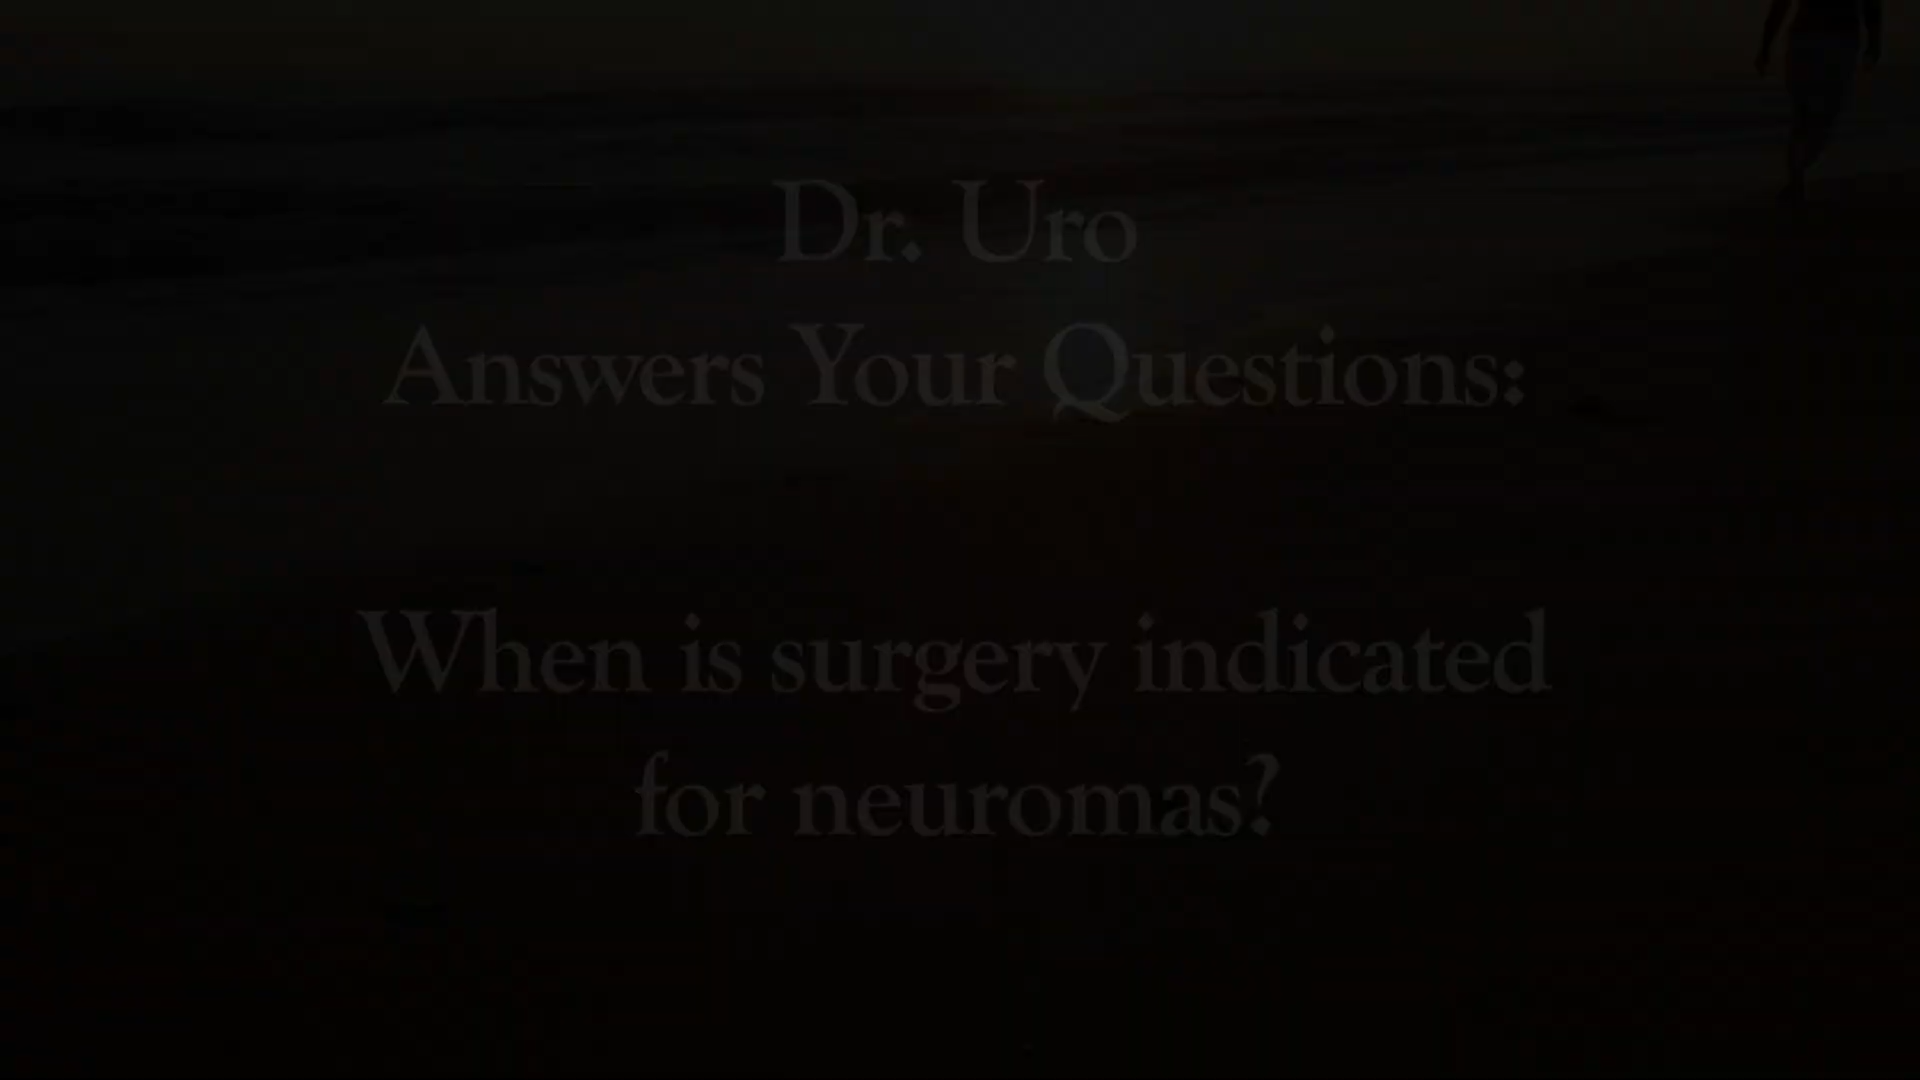 Dr. Uro
Answers Your Questions:
When is surgery indicated
for neuromas?